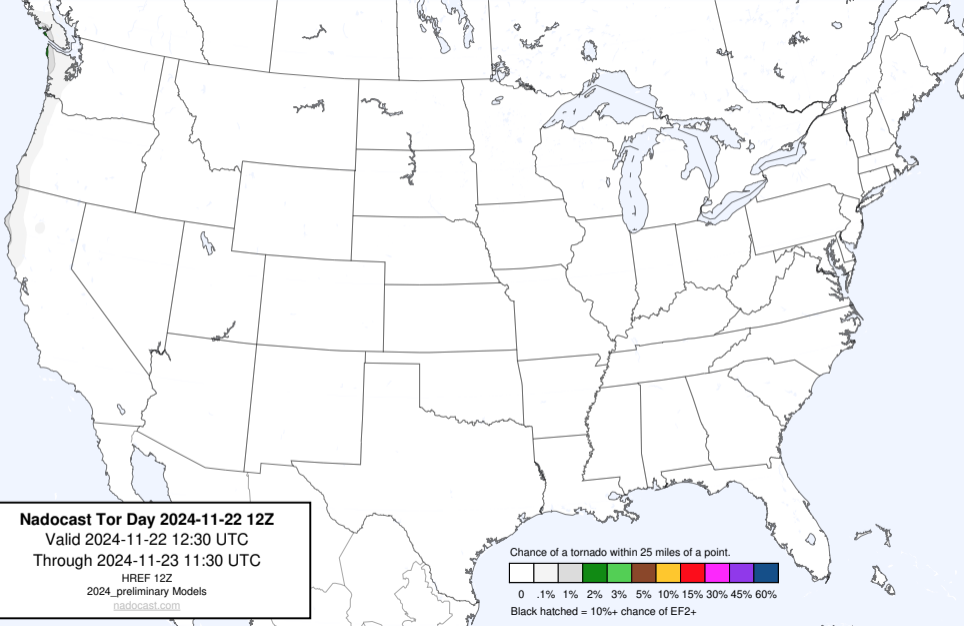 Nadocast Tor Day 2024-11-22 12Z
Valid 2024-11-22 12:30 UTC
Through 2024-11-23 11:30 UTC
HREF 12Z
2024_preliminary Models
nadocast.com
Chance of a tornado within 25 miles of a point.
0 .1% 1% 2% 3% 5% 10% 15% 30% 45% 60%
Black hatched = 10%+ chance of EF2+